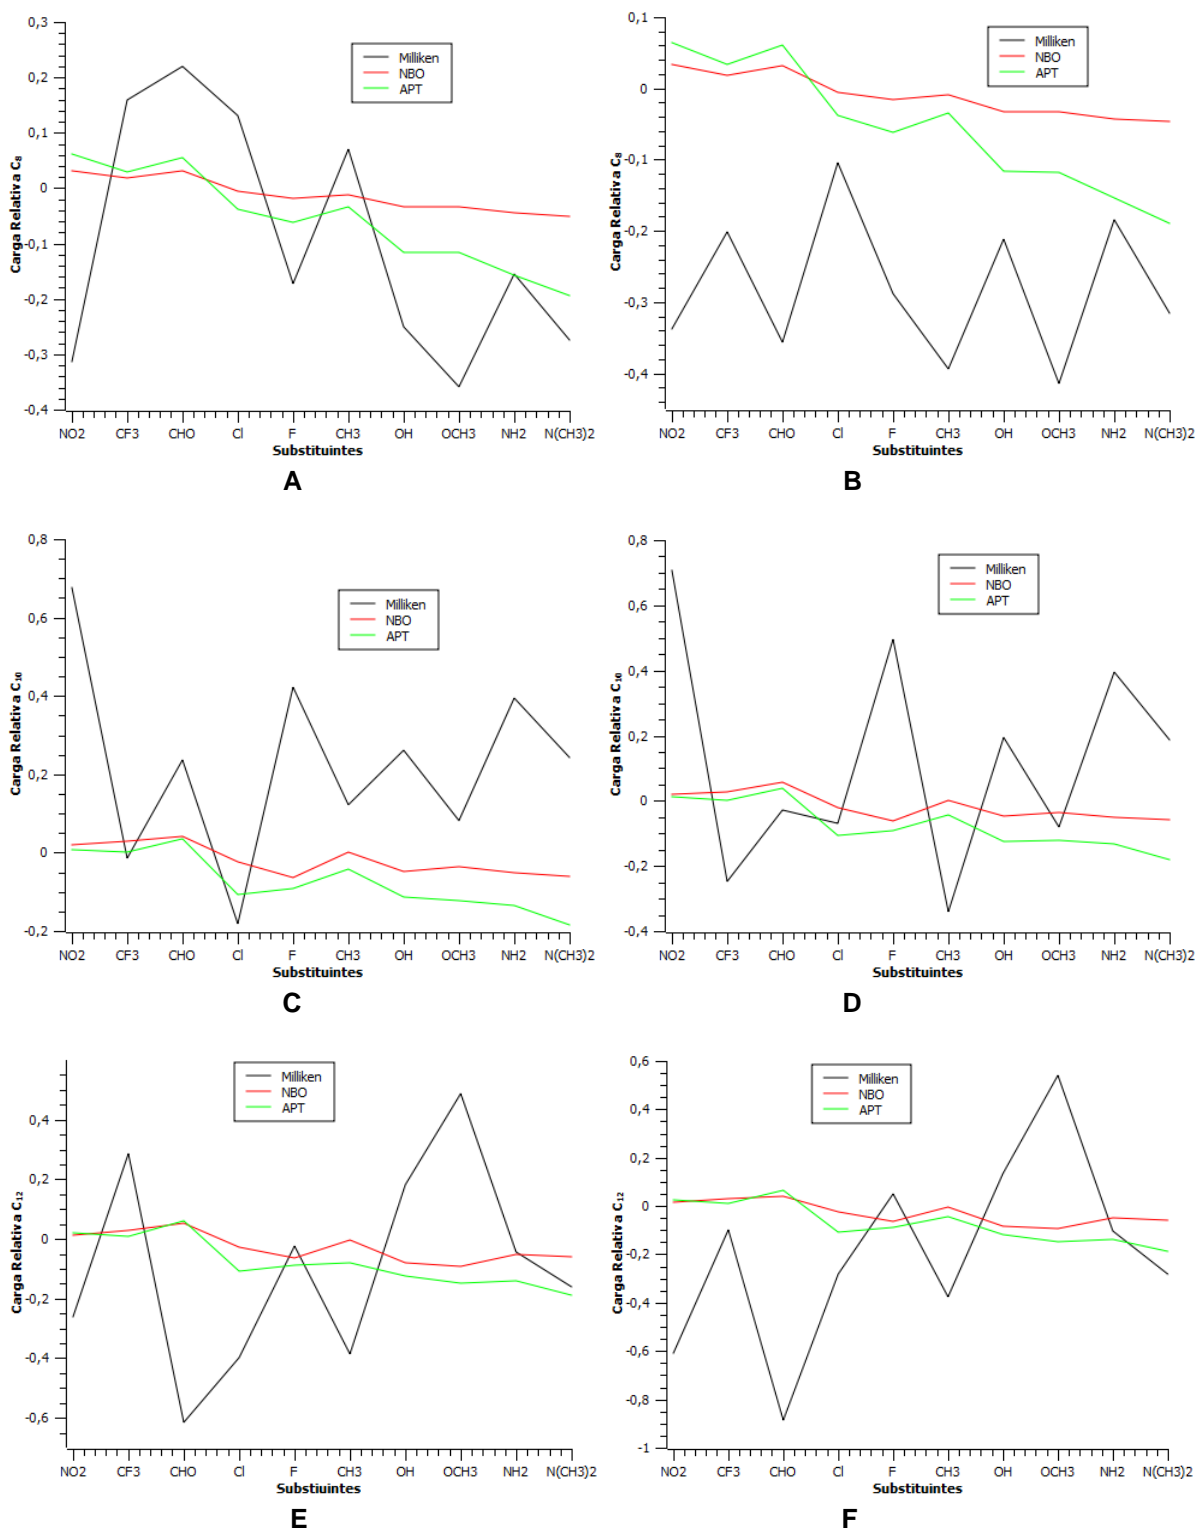 0,3
0,2
0,1
0
-0,1
-0,2
-0,3
-0,4
Carga Relativa C₈
Milliken
NBO
APT
NO2 CF3 CHO Cl F CH3 OH OCH3 NH2 N(CH3)2
Substituintes
A
0,1
0
-0,1
-0,2
-0,3
-0,4
Carga Relativa C₈
Milliken
NBO
APT
NO2 CF3 CHO Cl F CH3 OH OCH3 NH2 N(CH3)2
Substituintes
B
0,8
0,6
0,4
0,2
0
-0,2
Carga Relativa C₁₀
Milliken
NBO
APT
NO2 CF3 CHO Cl F CH3 OH OCH3 NH2 N(CH3)2
Substituintes
C
0,8
0,6
0,4
0,2
0
-0,2
-0,4
Carga Relativa C₁₀
Milliken
NBO
APT
NO2 CF3 CHO Cl F CH3 OH OCH3 NH2 N(CH3)2
Substituintes
D
0,4
0,2
0
-0,2
-0,4
-0,6
Carga Relativa C₁₂
Milliken
NBO
APT
NO2 CF3 CHO Cl F CH3 OH OCH3 NH2 N(CH3)2
Substituintes
E
0,6
0,4
0,2
0
-0,2
-0,4
-0,6
-0,8
-1
Carga Relativa C₁₂
Milliken
NBO
APT
NO2 CF3 CHO Cl F CH3 OH OCH3 NH2 N(CH3)2
Substituintes
F